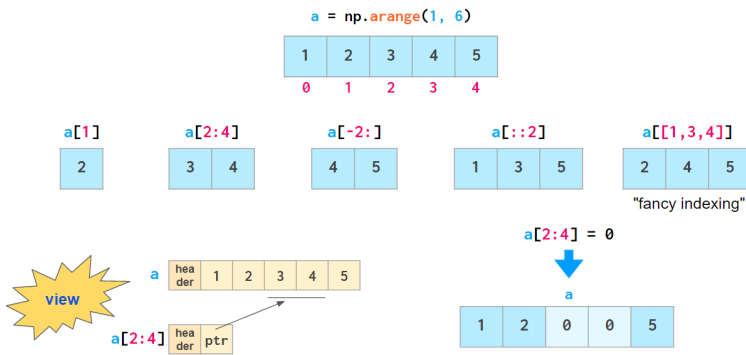 a = np.arange(1, 6)
1 2 3 4 5
0 1 2 3 4
a[1] a[2:4] a[-2:] a[::2] a[[1,3,4]]
2 3 4 4 5 1 3 5 2 4 5
"fancy indexing"
a[2:4] = 0
view
a hea der 1 2 3 4 5
a[2:4] hea der ptr
a
1 2 0 0 5